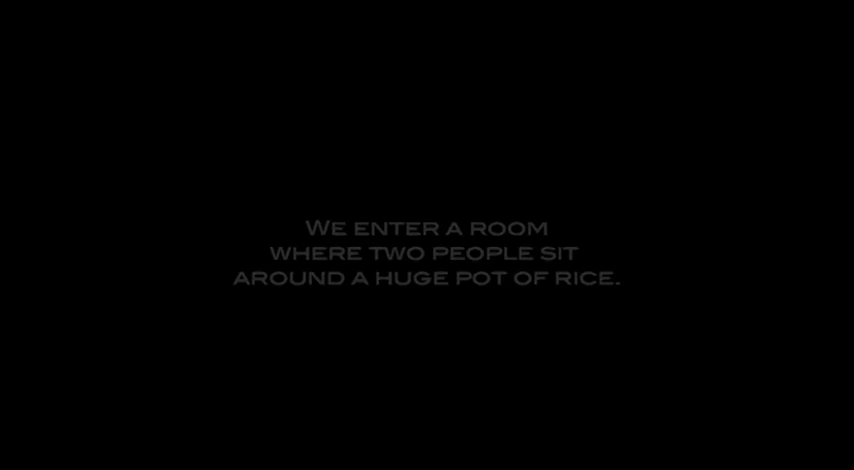 We enter a room
where two people sit
around a huge pot of rice.